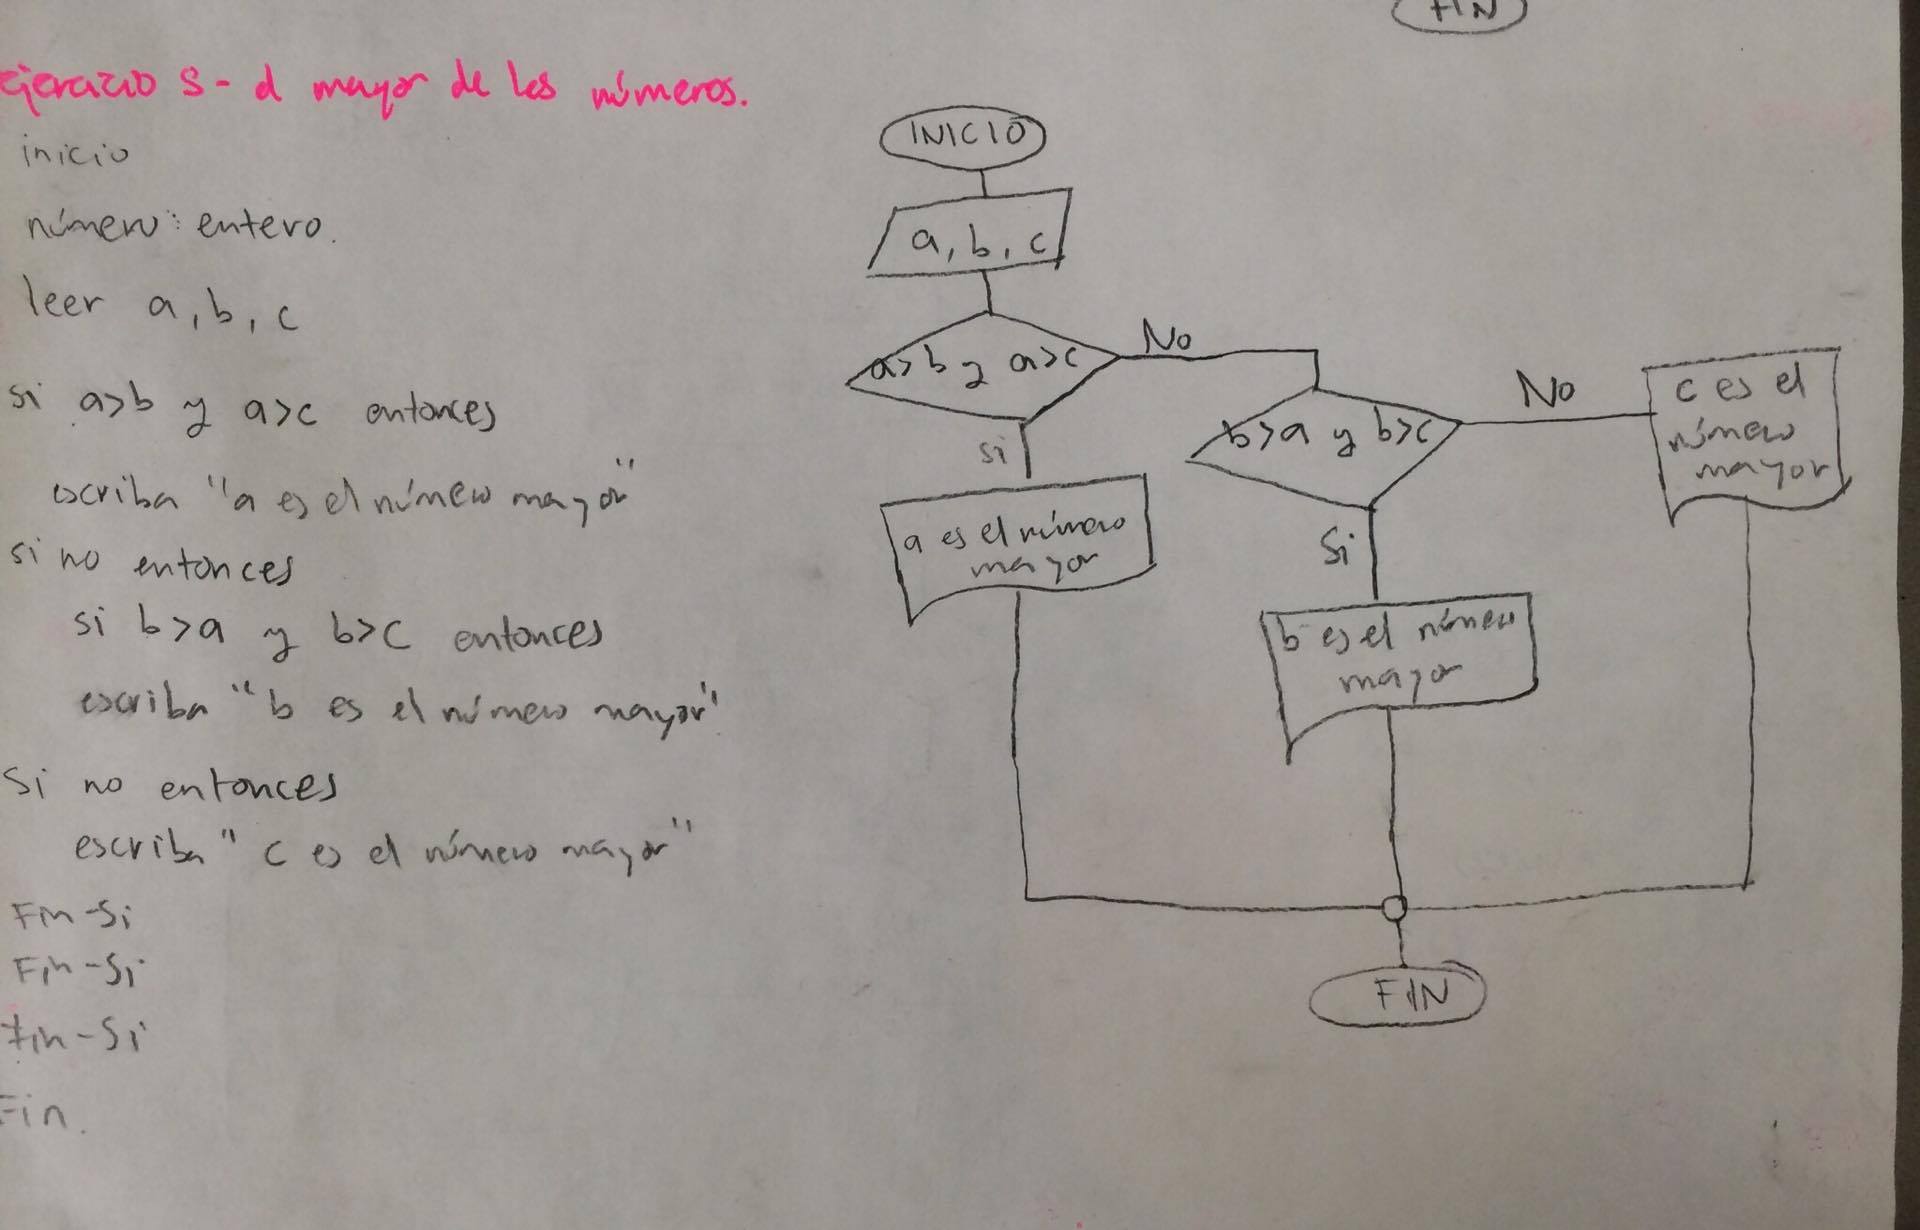 FIN
ejercicio 5 - el mayor de los números.
inicio
número: entero.
leer a, b, c
si a>b y a>c entonces
escriba "a es el número mayor"
si no entonces
si b>a y b>c entonces
escriba "b es el número mayor"
Si no entonces
escriba "c es el número mayor"
Fin-Si
Fin-Si
Fin-Si
Fin.
INICIO
a, b, c
a>b y a>c
No
si
a es el número
mayor
b>a y b>c
No
Si
b es el número
mayor
c es el
número
mayor
FIN